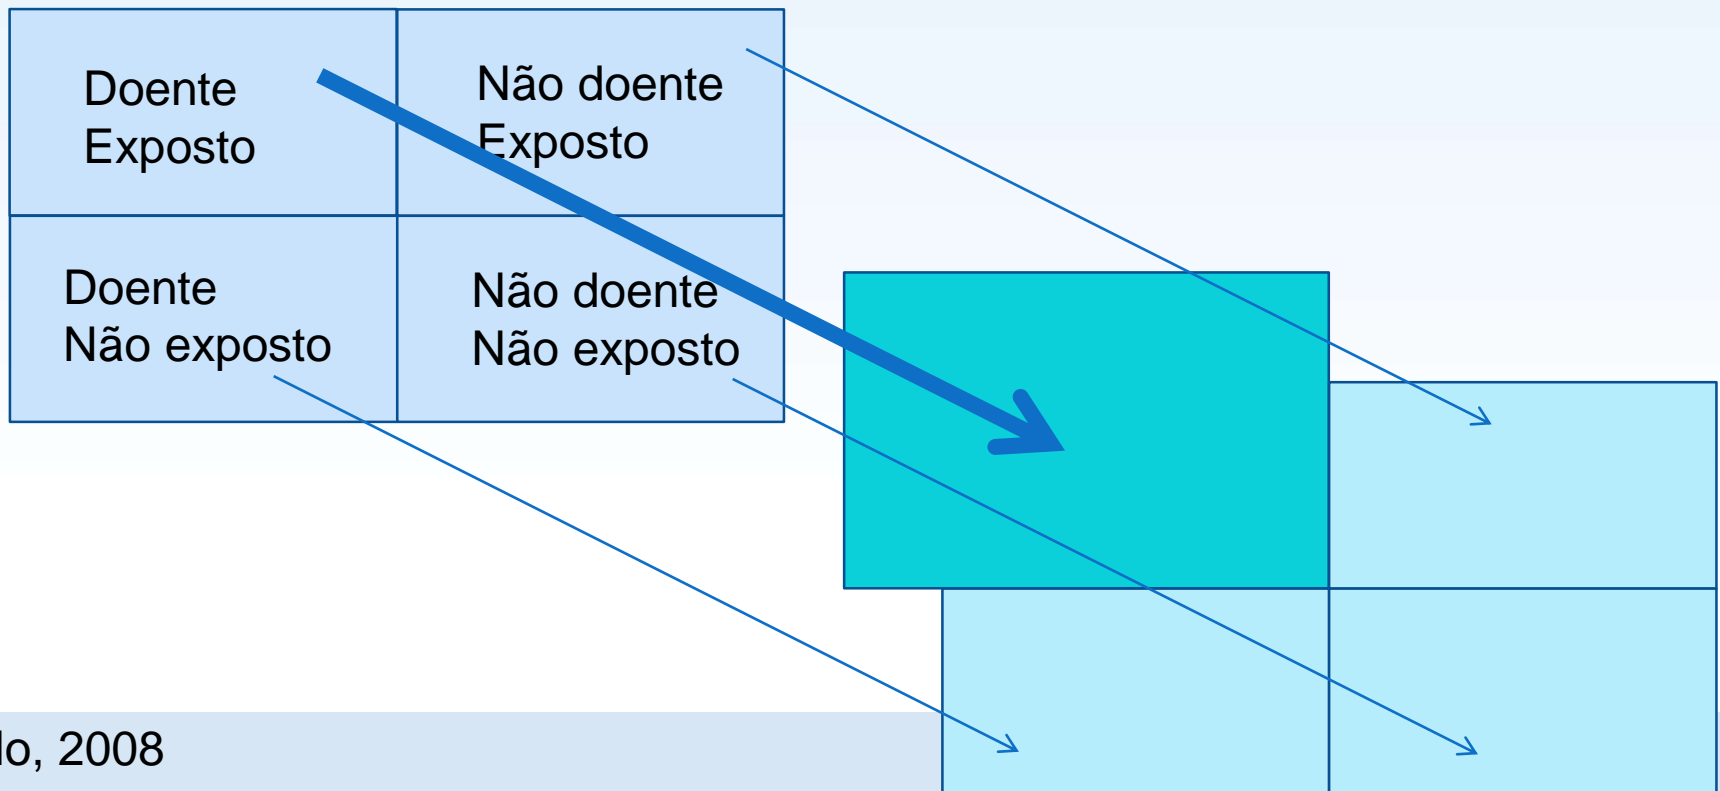 Doente
Exposto
Não doente
Exposto
Doente
Não exposto
Não doente
Não exposto
2008